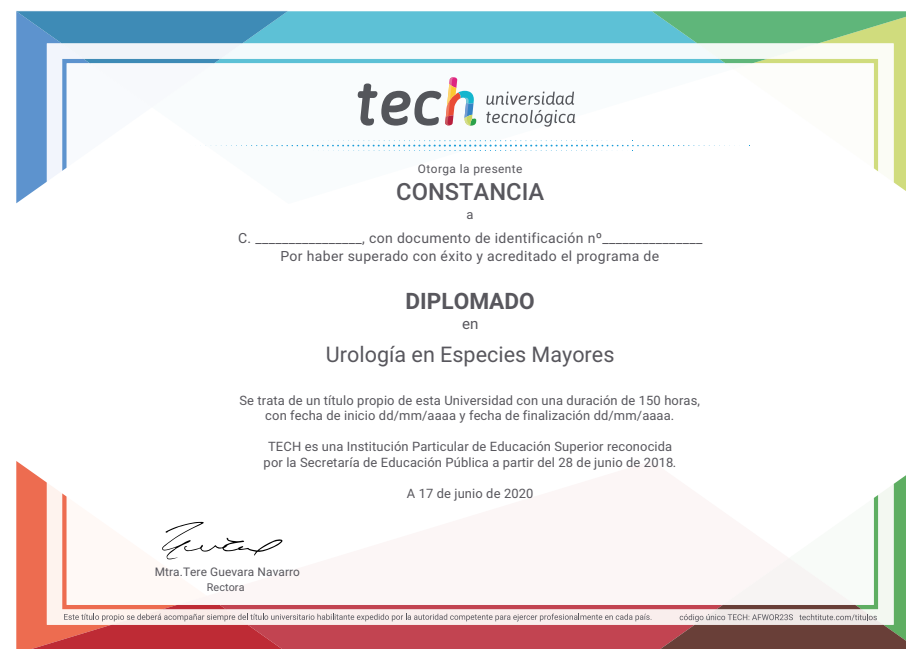 tech universidad
tecnológica
Otorga la presente
CONSTANCIA
a
C. ________________, con documento de identificación nº_______________
Por haber superado con éxito y acreditado el programa de
DIPLOMADO
en
Urología en Especies Mayores
Se trata de un título propio de esta Universidad con una duración de 150 horas,
con fecha de inicio dd/mm/aaaa y fecha de finalización dd/mm/aaaa.
TECH es una Institución Particular de Educación Superior reconocida
por la Secretaría de Educación Pública a partir del 28 de junio de 2018.
A 17 de junio de 2020
Mtra.Tere Guevara Navarro
Rectora
Este título propio se deberá acompañar siempre del título universitario habilitante expedido por la autoridad competente para ejercer profesionalmente en cada país. código único TECH: AFWOR23S techtitute.com/titulos